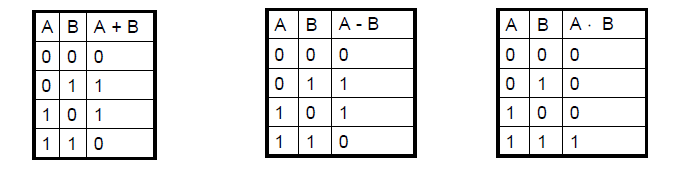 A B A + B
0 0 0
0 1 1
1 0 1
1 1 0
A B A - B
0 0 0
0 1 1
1 0 1
1 1 0
A B A · B
0 0 0
0 1 0
1 0 0
1 1 1